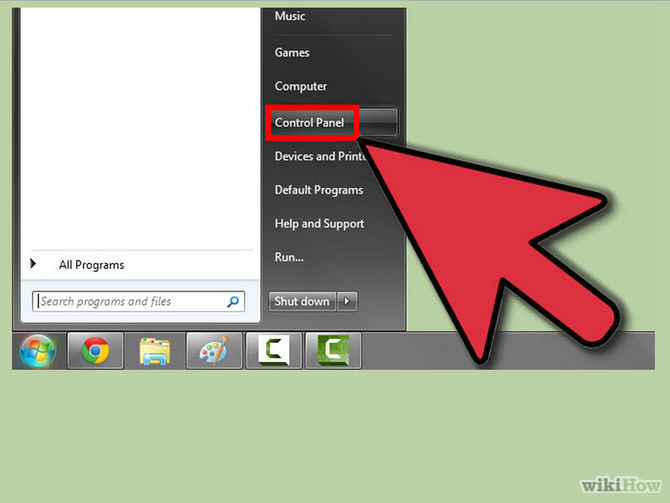 Music
Games
Computer
Control Panel
Devices and Printe
Default Programs
Help and Support
Run...
All Programs
Search programs and files
Shut down
wikiHow